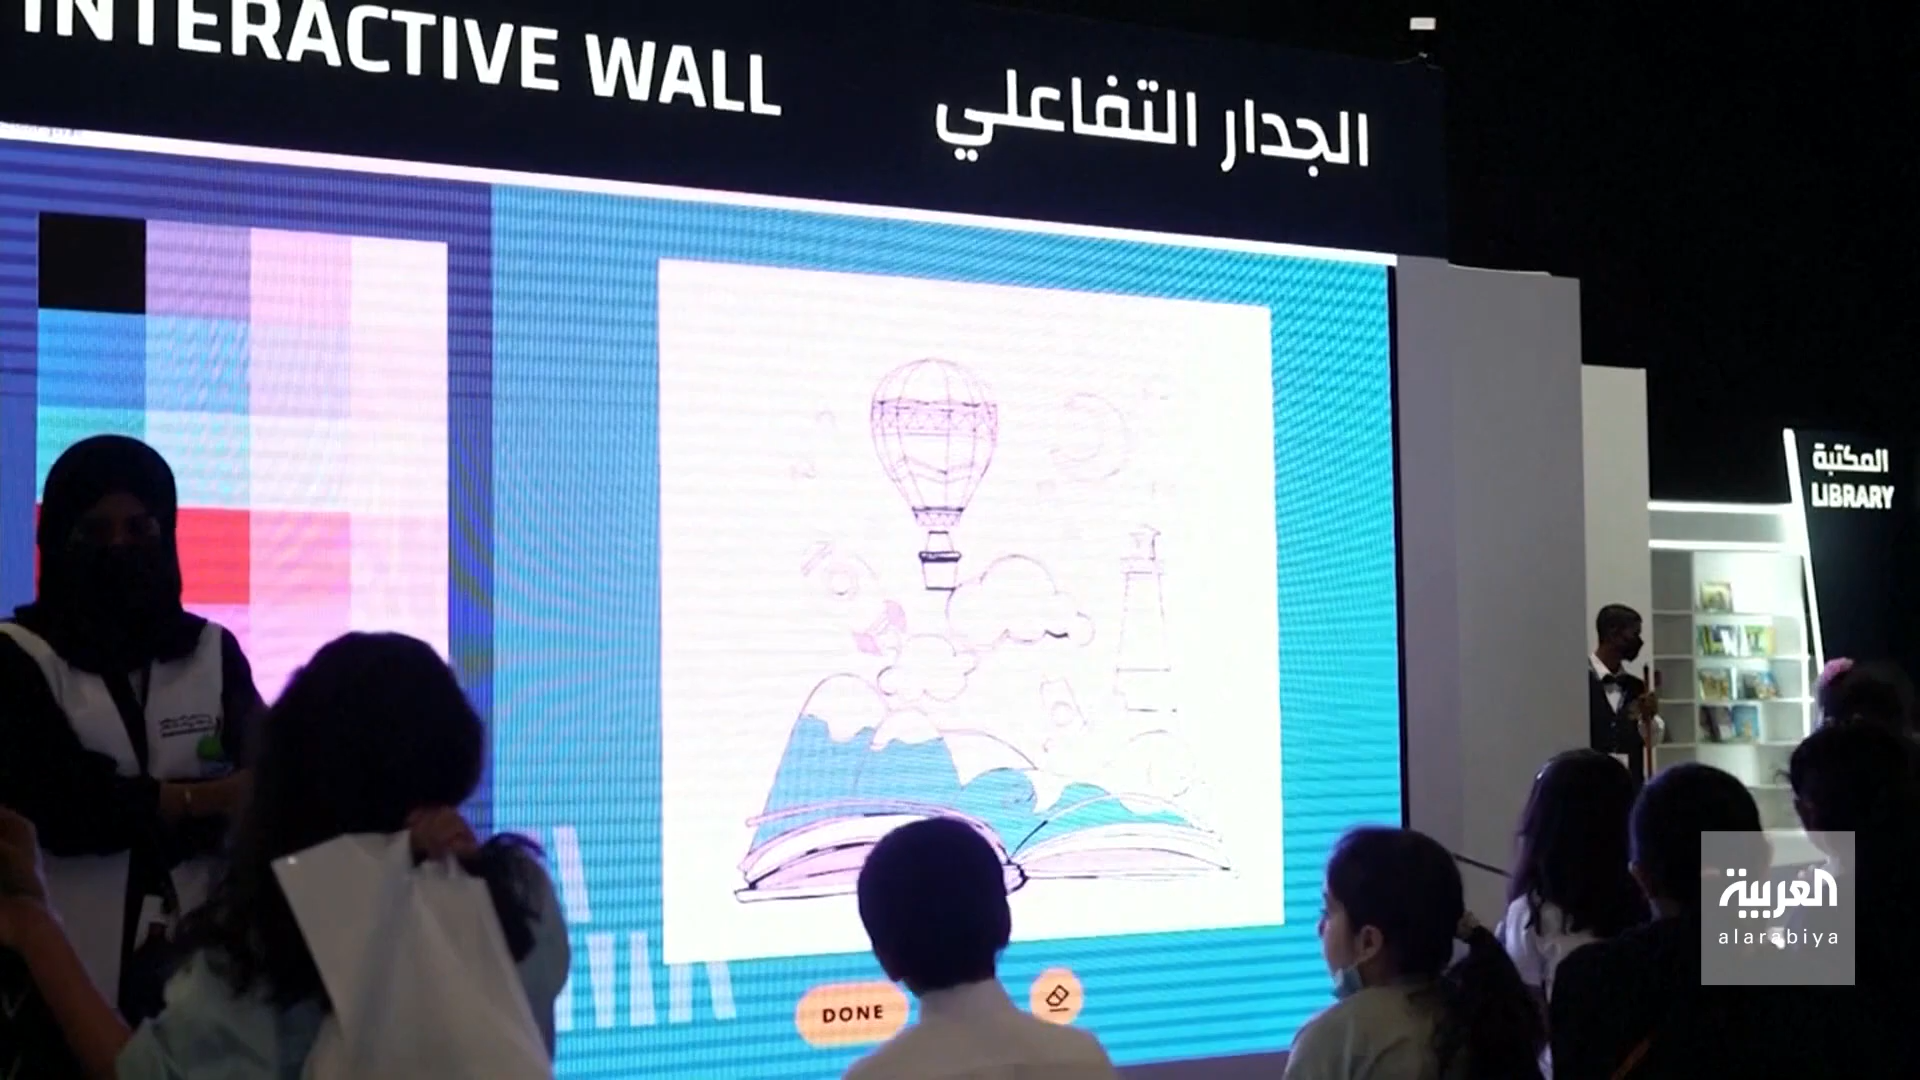 INTERACTIVE WALL
الجدار التفاعلي
المكتبة
LIBRARY
DONE
العربية
alarabiya